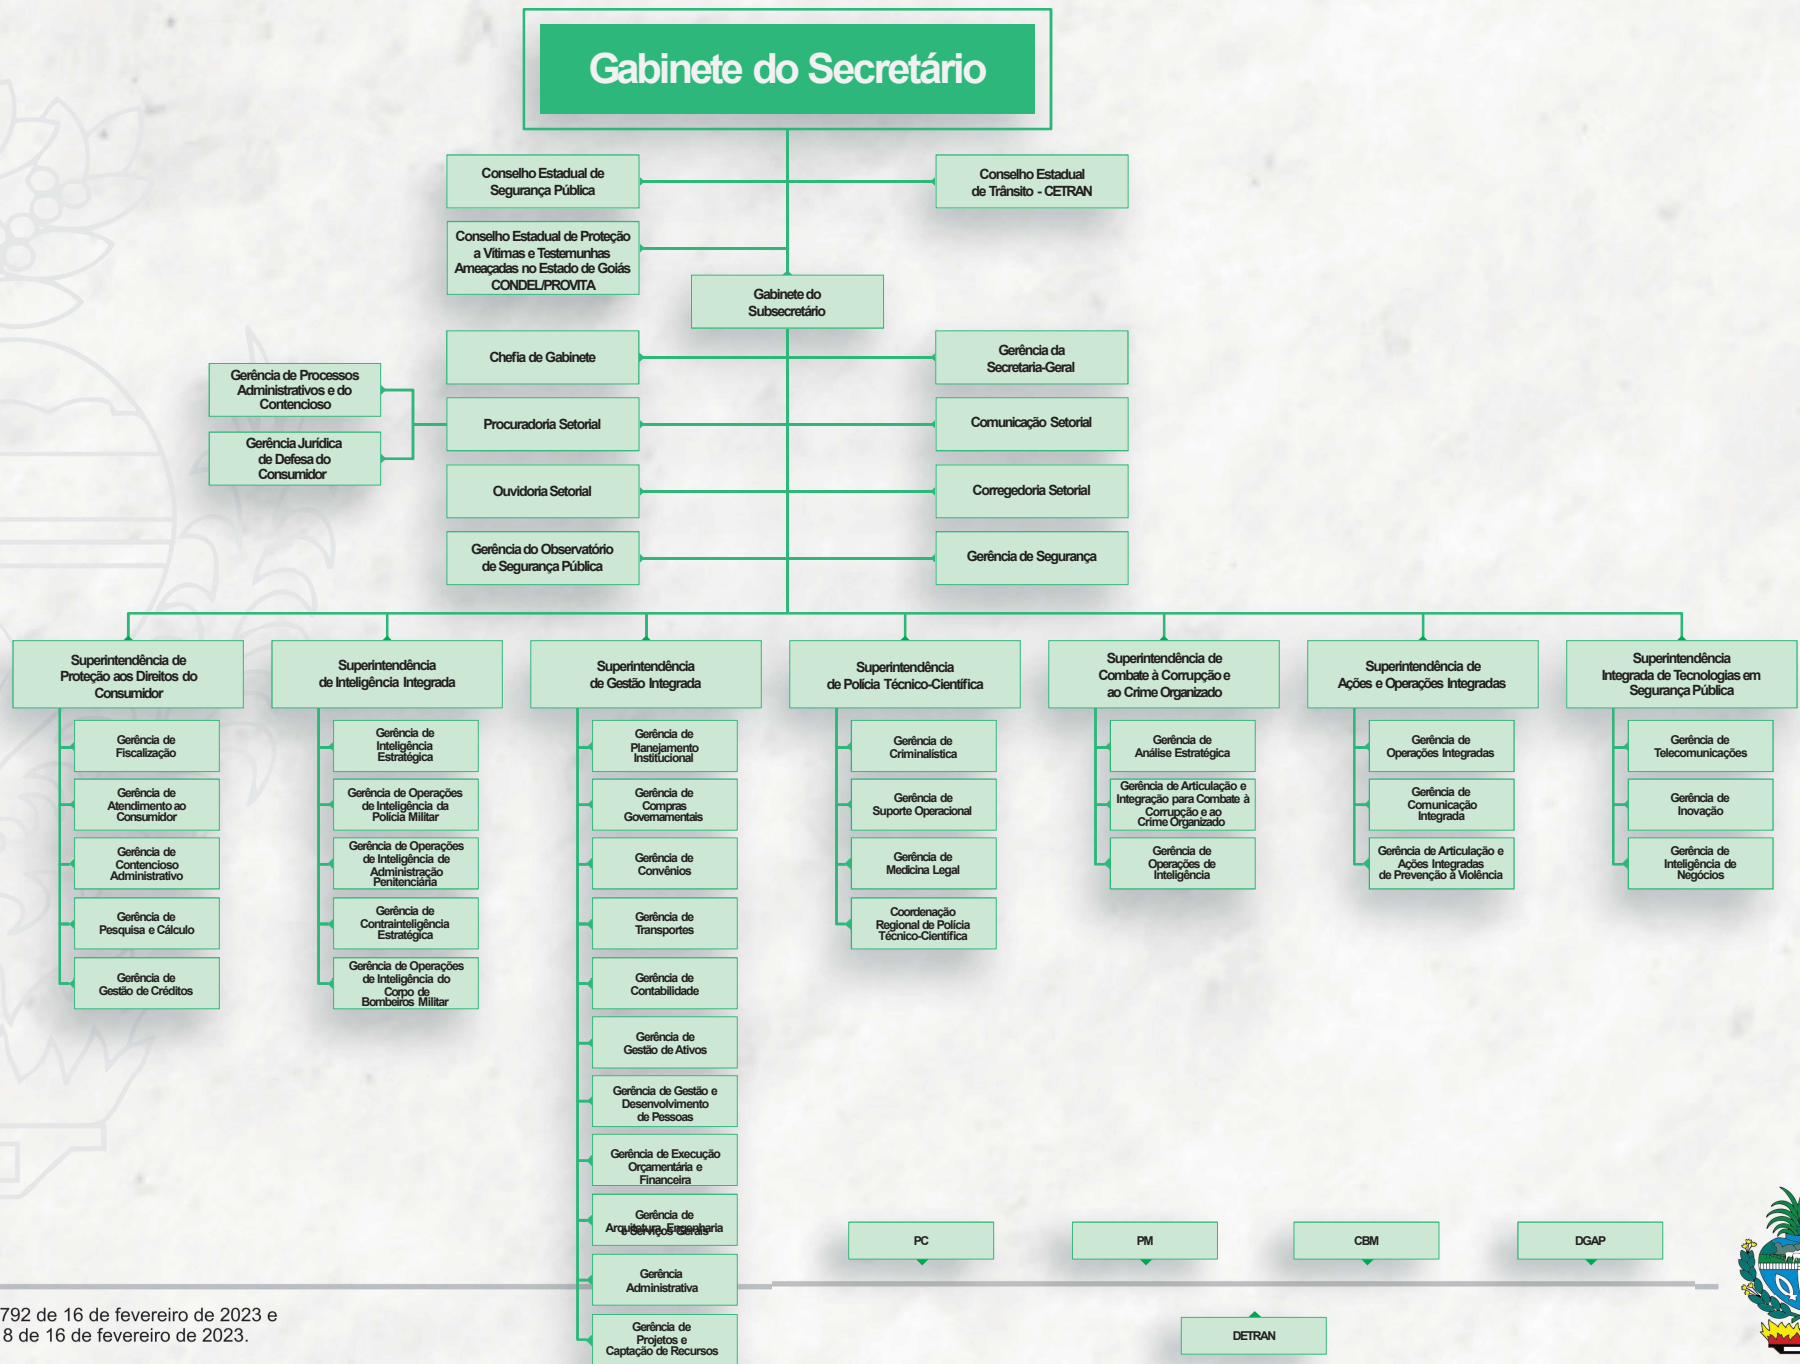 Gabinete do Secretário
Conselho Estadual de
Segurança Pública
Conselho Estadual
de Trânsito - CETRAN
Conselho Estadual de Proteção
a Vítimas e Testemunhas
Ameaçadas no Estado de Goiás
CONDEL/PROVITA
Gabinete do
Subsecretário
Chefia de Gabinete
Gerência da
Secretaria-Geral
Gerência de Processos
Administrativos e do
Contencioso
Procuradoria Setorial
Comunicação Setorial
Gerência Jurídica
de Defesa do
Consumidor
Ouvidoria Setorial
Corregedoria Setorial
Gerência do Observatório
de Segurança Pública
Gerência de Segurança
Superintendência de
Proteção aos Direitos do
Consumidor
Gerência de
Fiscalização
Gerência de
Atendimento ao
Consumidor
Gerência de
Contencioso
Administrativo
Gerência de
Pesquisa e Cálculo
Gerência de
Gestão de Créditos
Superintendência
de Inteligência Integrada
Gerência de
Inteligência
Estratégica
Gerência de Operações
de Inteligência da
Polícia Militar
Gerência de Operações
de Inteligência de
Administração
Penitenciária
Gerência de
Contrainteligência
Estratégica
Gerência de Operações
de Inteligência do
Corpo de
Bombeiros Militar
Superintendência
de Gestão Integrada
Gerência de
Planejamento
Institucional
Gerência de
Compras
Governamentais
Gerência de
Convênios
Gerência de
Transportes
Gerência de
Contabilidade
Gerência de
Gestão de Ativos
Gerência de Gestão e
Desenvolvimento
de Pessoas
Gerência de Execução
Orçamentária e
Financeira
Gerência de
Arquitetura, Engenharia
e Serviços Gerais
Gerência
Administrativa
Gerência de
Projetos e
Captação de Recursos
Superintendência
de Polícia Técnico-Científica
Gerência de
Criminalística
Gerência de
Suporte Operacional
Gerência de
Medicina Legal
Coordenação
Regional de Polícia
Técnico-Científica
Superintendência de
Combate à Corrupção e
ao Crime Organizado
Gerência de
Análise Estratégica
Gerência de Articulação e
Integração para Combate à
Corrupção e ao
Crime Organizado
Gerência de
Operações de
Inteligência
Superintendência de
Ações e Operações Integradas
Gerência de
Operações Integradas
Gerência de
Comunicação
Integrada
Gerência de Articulação e
Ações Integradas
de Prevenção à Violência
Superintendência
Integrada de Tecnologias em
Segurança Pública
Gerência de
Telecomunicações
Gerência de
Inovação
Gerência de
Inteligência de
Negócios
PC
PM
CBM
DGAP
DETRAN
792 de 16 de fevereiro de 2023 e
8 de 16 de fevereiro de 2023.